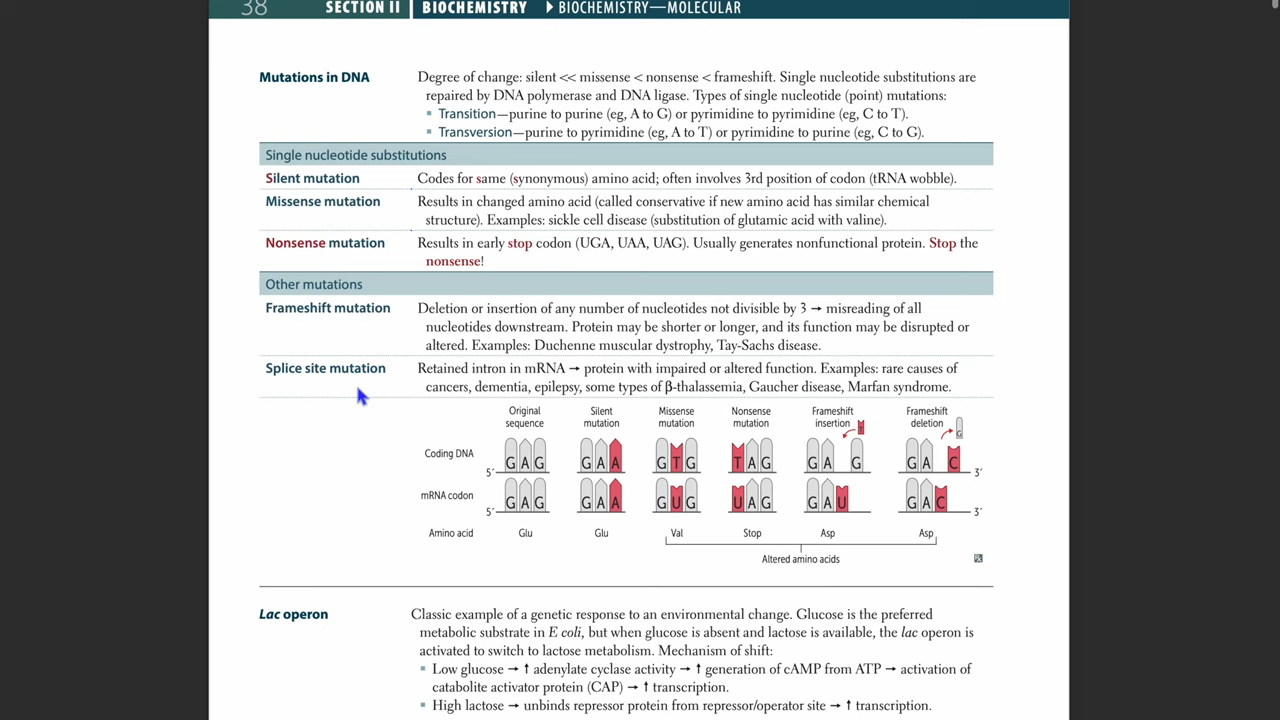 38 SECTION II BIOCHEMISTRY ▶ BIOCHEMISTRY—MOLECULAR
Mutations in DNA
Degree of change: silent << missense < nonsense < frameshift. Single nucleotide substitutions are
repaired by DNA polymerase and DNA ligase. Types of single nucleotide (point) mutations:
▪ Transition—purine to purine (eg, A to G) or pyrimidine to pyrimidine (eg, C to T).
▪ Transversion—purine to pyrimidine (eg, A to T) or pyrimidine to purine (eg, C to G).
Single nucleotide substitutions
Silent mutation
Codes for same (synonymous) amino acid; often involves 3rd position of codon (tRNA wobble).
Missense mutation
Results in changed amino acid (called conservative if new amino acid has similar chemical
structure). Examples: sickle cell disease (substitution of glutamic acid with valine).
Nonsense mutation
Results in early stop codon (UGA, UAA, UAG). Usually generates nonfunctional protein. Stop the
nonsense!
Other mutations
Frameshift mutation
Deletion or insertion of any number of nucleotides not divisible by 3 → misreading of all
nucleotides downstream. Protein may be shorter or longer, and its function may be disrupted or
altered. Examples: Duchenne muscular dystrophy, Tay-Sachs disease.
Splice site mutation
Retained intron in mRNA → protein with impaired or altered function. Examples: rare causes of
cancers, dementia, epilepsy, some types of β-thalassemia, Gaucher disease, Marfan syndrome.
Original sequence
Silent mutation
Missense mutation
Nonsense mutation
Frameshift insertion
Frameshift deletion
T
G
Coding DNA
5′ GAG GAA GTG TAG GA G GA C 3′
mRNA codon
5′ GAG GAA GUG UAG GAU GAC 3′
Amino acid Glu Glu Val Stop Asp Asp
Altered amino acids
Lac operon
Classic example of a genetic response to an environmental change. Glucose is the preferred
metabolic substrate in E coli, but when glucose is absent and lactose is available, the lac operon is
activated to switch to lactose metabolism. Mechanism of shift:
▪ Low glucose → ↑ adenylate cyclase activity → ↑ generation of cAMP from ATP → activation of
catabolite activator protein (CAP) → ↑ transcription.
▪ High lactose → unbinds repressor protein from repressor/operator site → ↑ transcription.